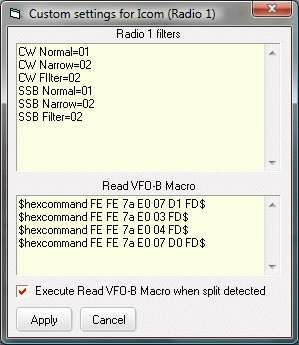 Custom settings for Icom (Radio 1)
Radio 1 filters
CW Normal=01
CW Narrow=02
CW FIlter=02
SSB Normal=01
SSB Narrow=02
SSB Filter=02
Read VFO-B Macro
$hexcommand FE FE 7a E0 07 D1 FD$
$hexcommand FE FE 7a E0 03 FD$
$hexcommand FE FE 7a E0 04 FD$
$hexcommand FE FE 7a E0 07 D0 FD$
Execute Read VFO-B Macro when split detected
Apply
Cancel